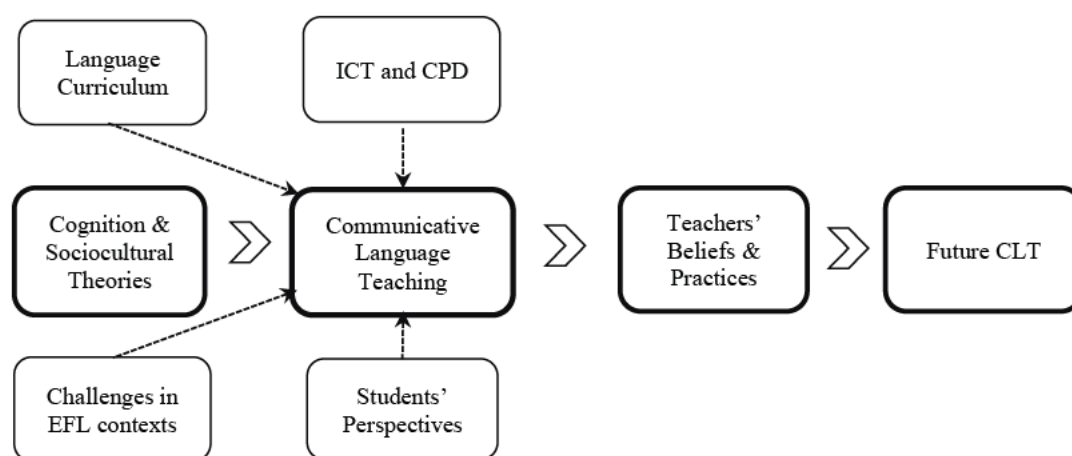 Language
Curriculum
ICT and CPD
Cognition &
Sociocultural
Theories
Communicative
Language
Teaching
Teachers’
Beliefs &
Practices
Future CLT
Challenges in
EFL contexts
Students’
Perspectives